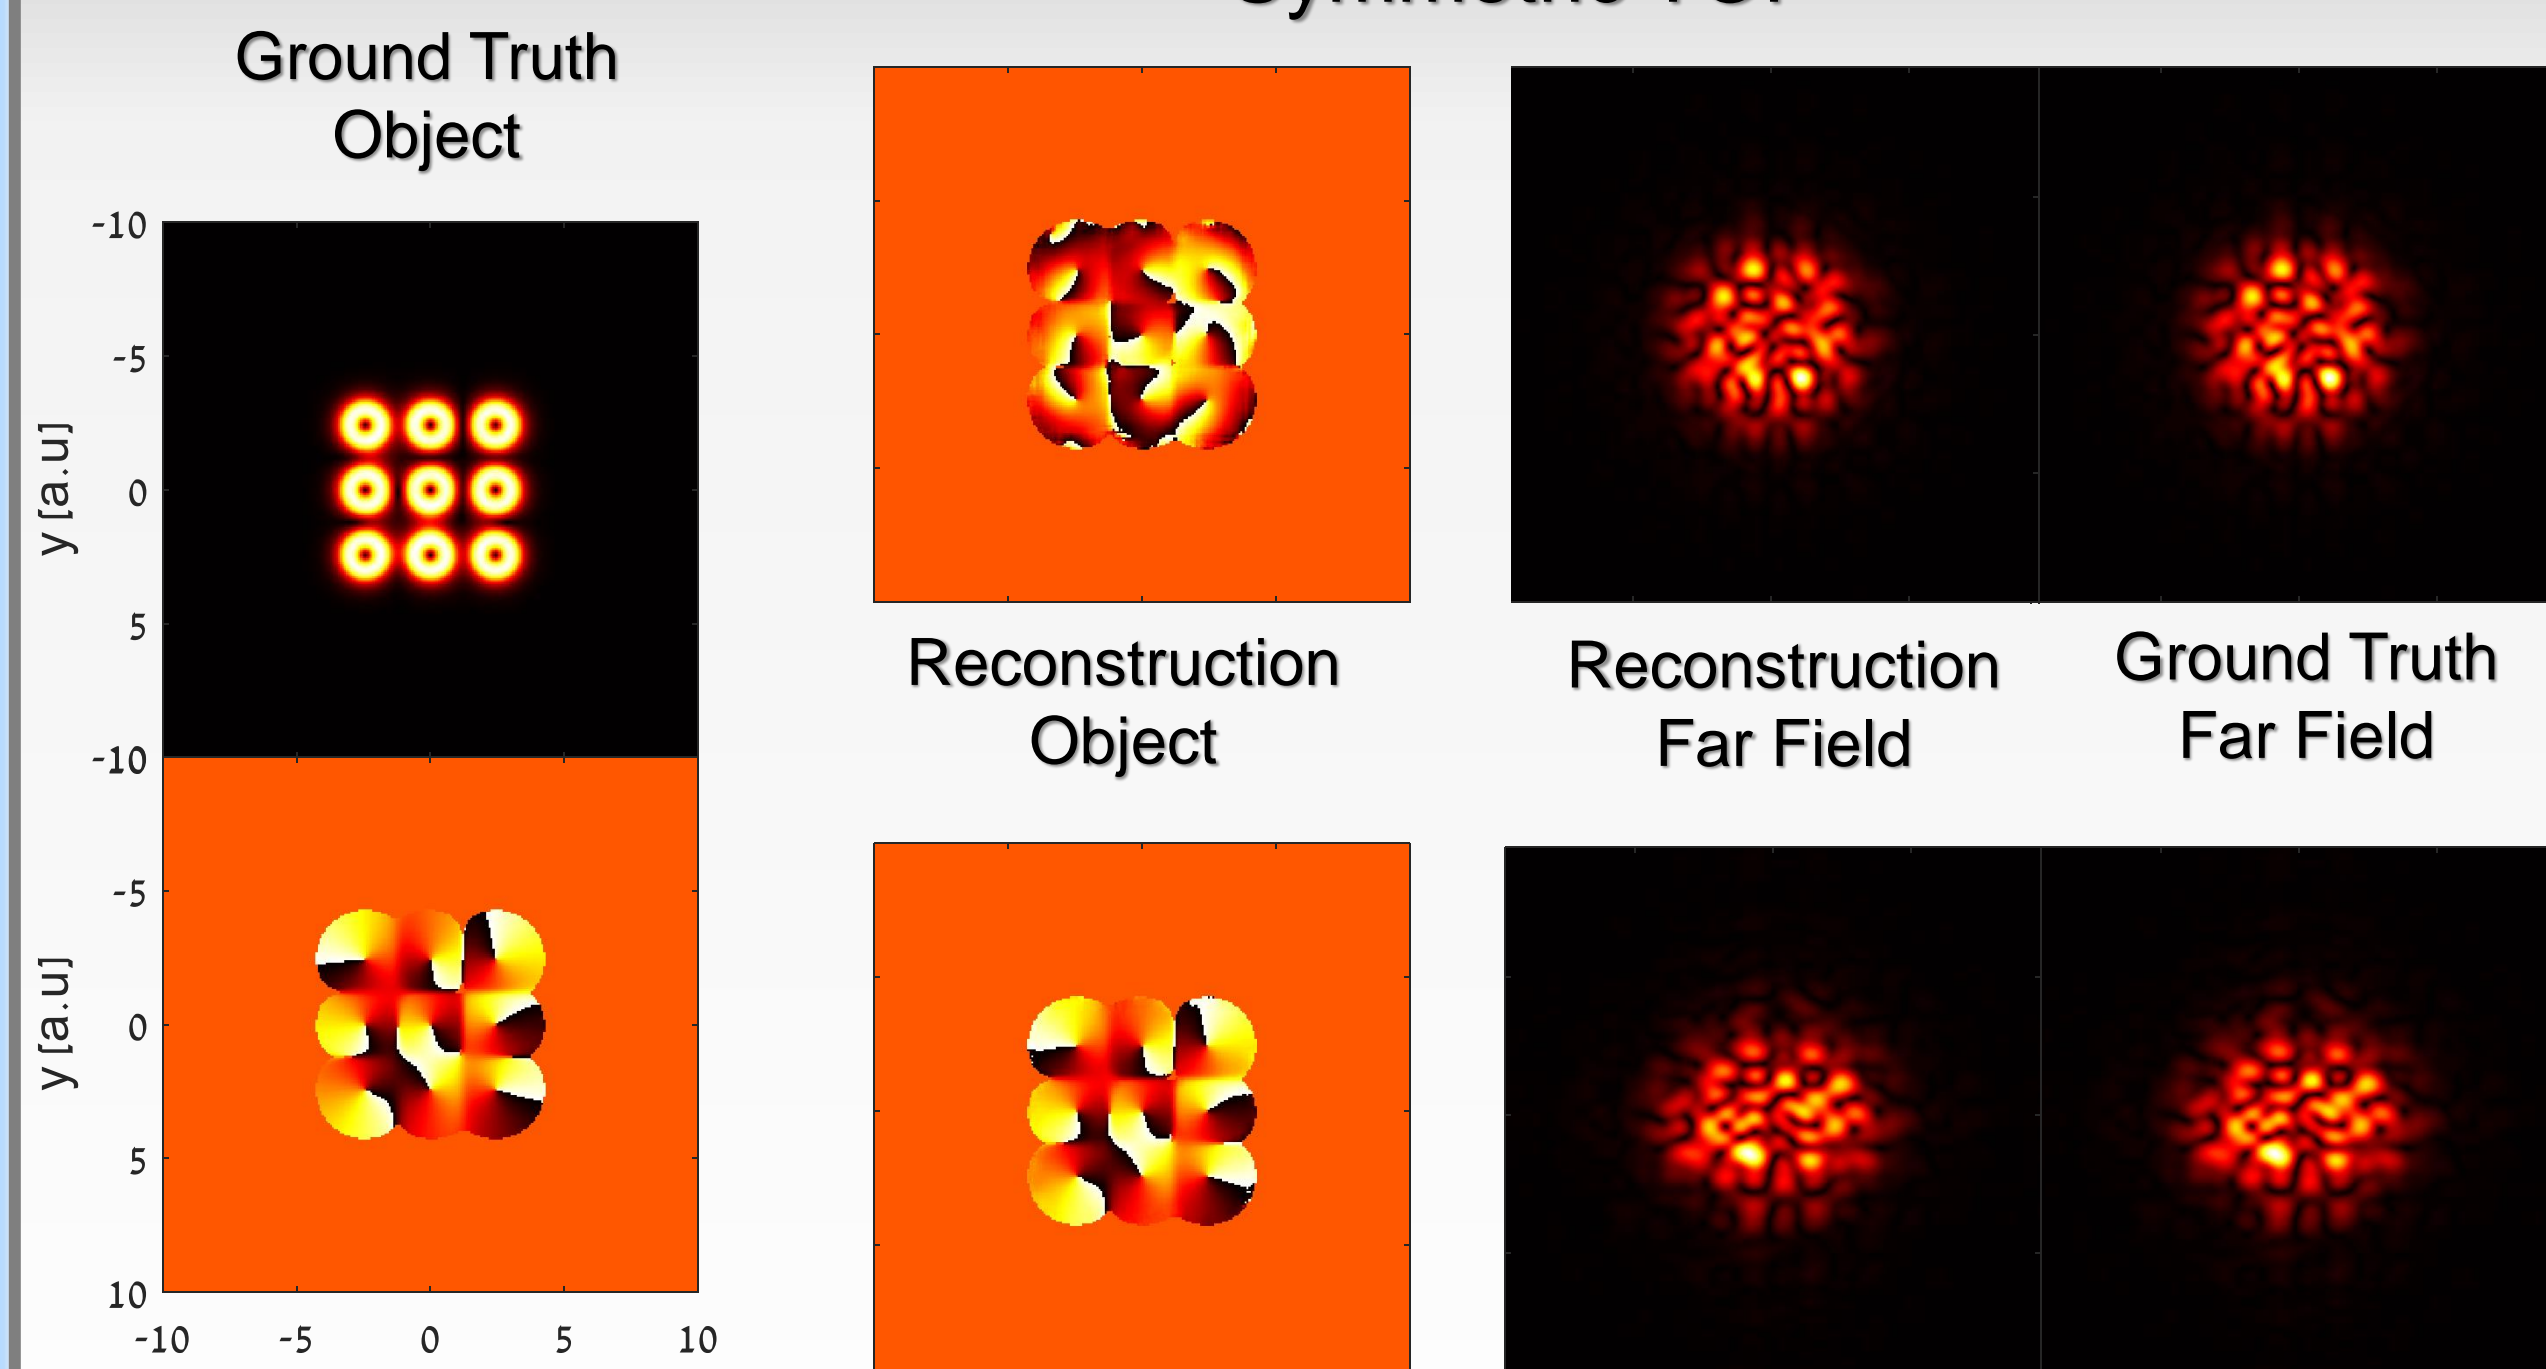 Ground Truth
Object
-10
-5
y [a.u]
0
5
-10
-5
y [a.u]
0
5
10
-10 -5 0 5 10
Reconstruction
Object
Reconstruction
Far Field
Ground Truth
Far Field